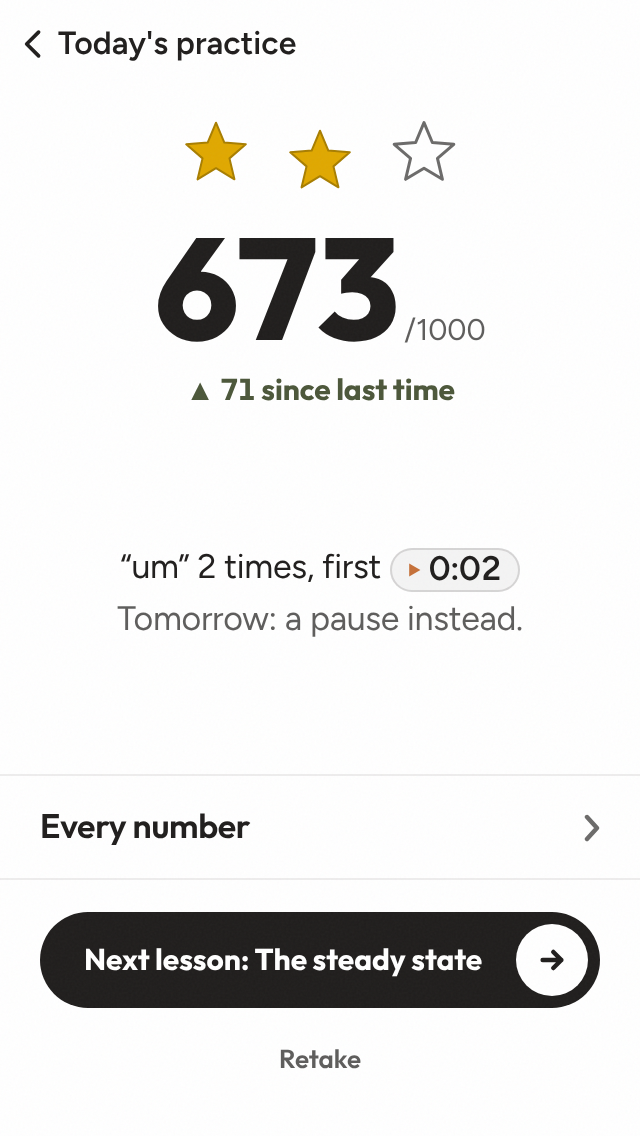 Today's practice
673/1000
▲ 71 since last time
“um” 2 times, first ▶ 0:02
Tomorrow: a pause instead.
Every number
Next lesson: The steady state
Retake